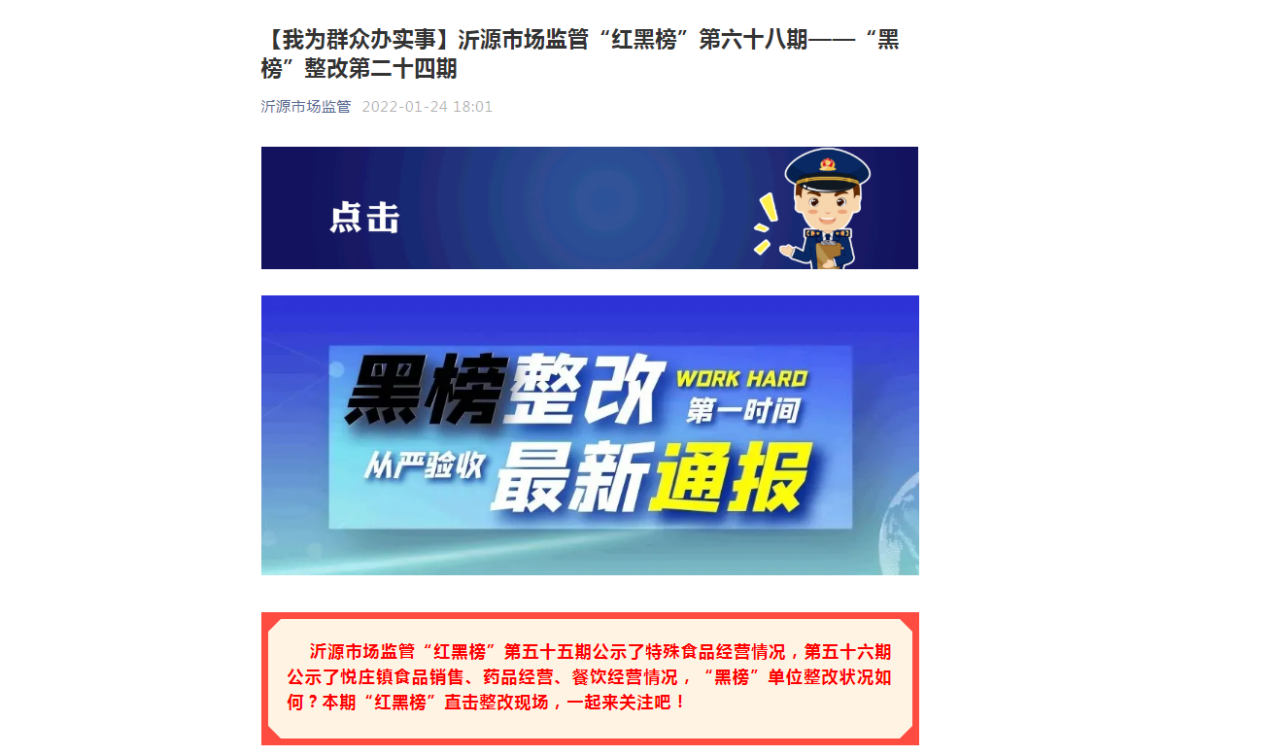 【我为群众办实事】沂源市场监管“红黑榜”第六十八期——“黑
榜”整改第二十四期
沂源市场监管 2022-01-24 18:01
点击
黑榜整改 WORK HARD
第一时间
从严验收 最新通报
沂源市场监管“红黑榜”第五十五期公示了特殊食品经营情况，第五十六期
公示了悦庄镇食品销售、药品经营、餐饮经营情况，“黑榜”单位整改状况如
何？本期“红黑榜”直击整改现场，一起来关注吧！